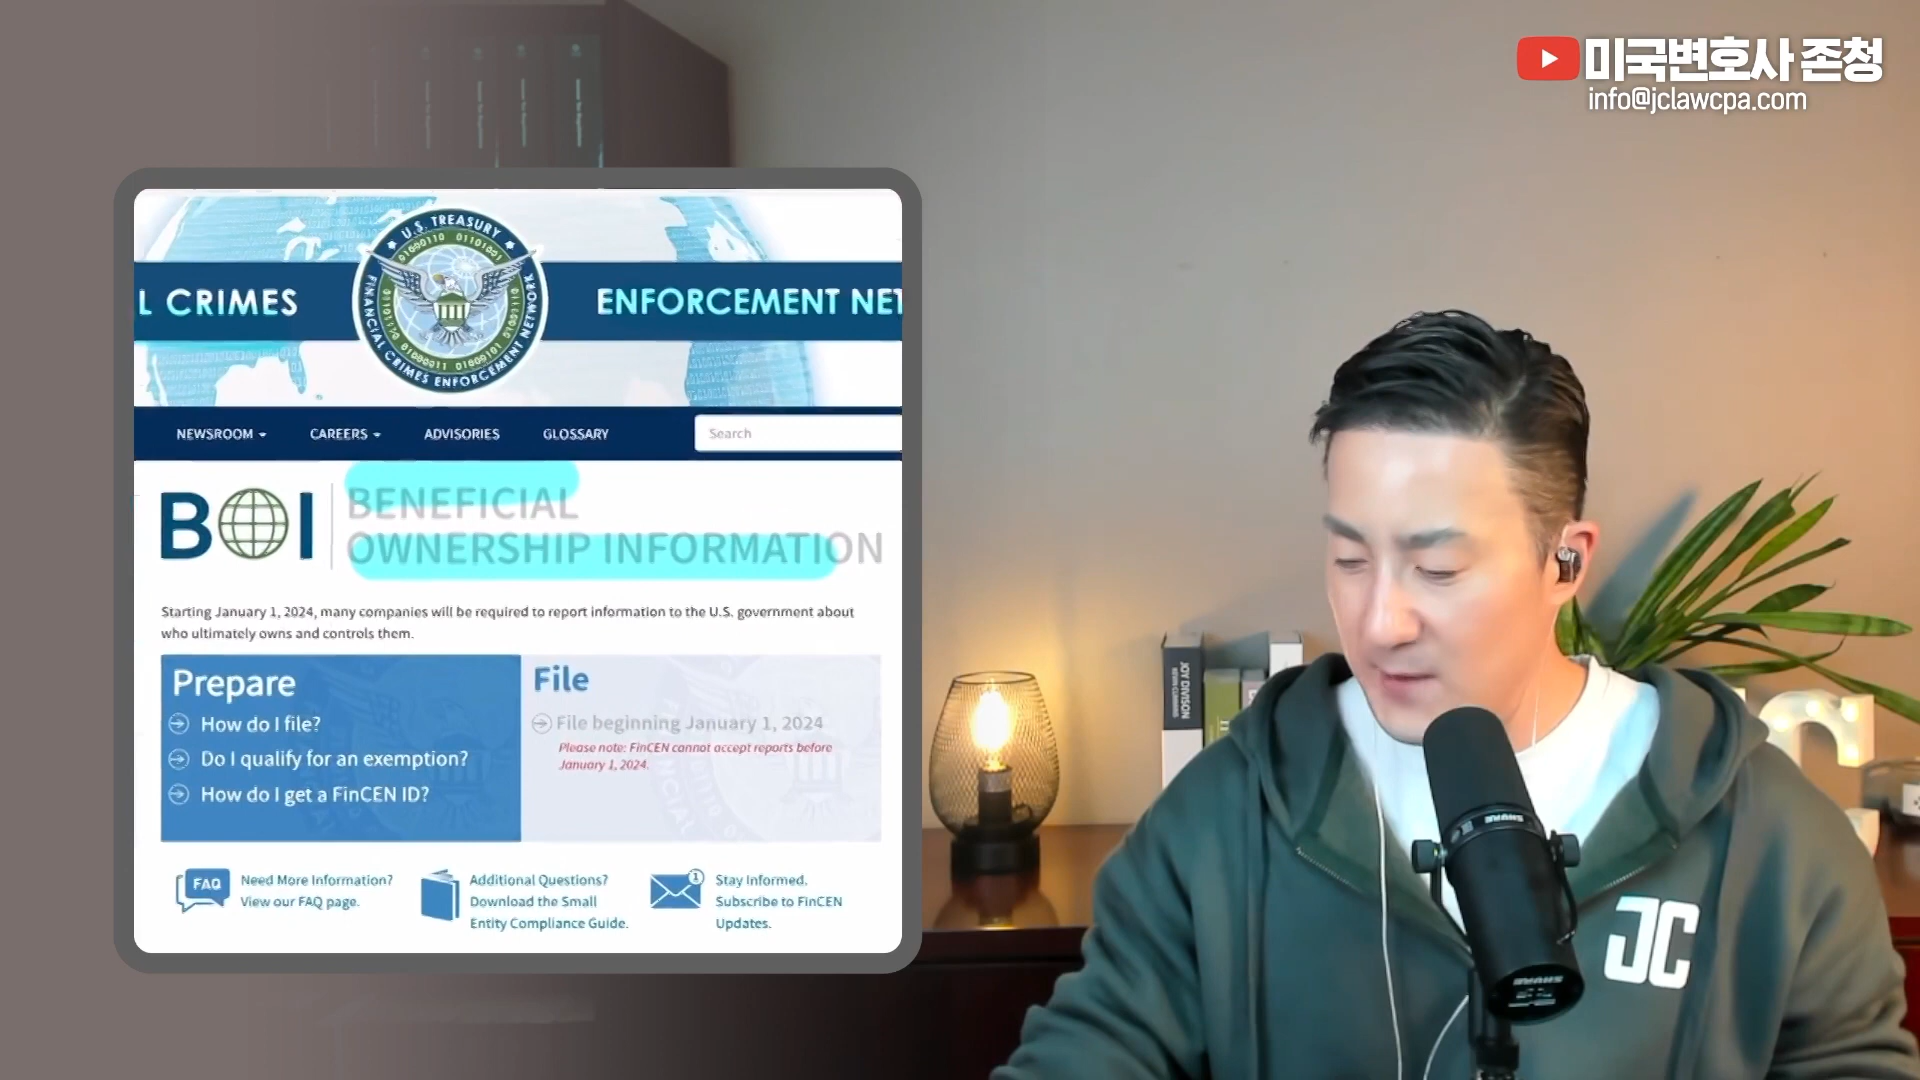 미국변호사 존청
info@jclawcpa.com
U.S. TREASURY
FINANCIAL CRIMES ENFORCEMENT NETWORK
L CRIMES
ENFORCEMENT NET
NEWSROOM
CAREERS
ADVISORIES
GLOSSARY
Search
BOI
BENEFICIAL
OWNERSHIP INFORMATION
Starting January 1, 2024, many companies will be required to report information to the U.S. government about
who ultimately owns and controls them.
Prepare
How do I file?
Do I qualify for an exemption?
How do I get a FinCEN ID?
File
File beginning January 1, 2024
Please note: FinCEN cannot accept reports before
January 1, 2024.
FAQ
Need More Information?
View our FAQ page.
Additional Questions?
Download the Small
Entity Compliance Guide.
1
Stay Informed.
Subscribe to FinCEN
Updates.
JOY DIVISION
SHURE
JC